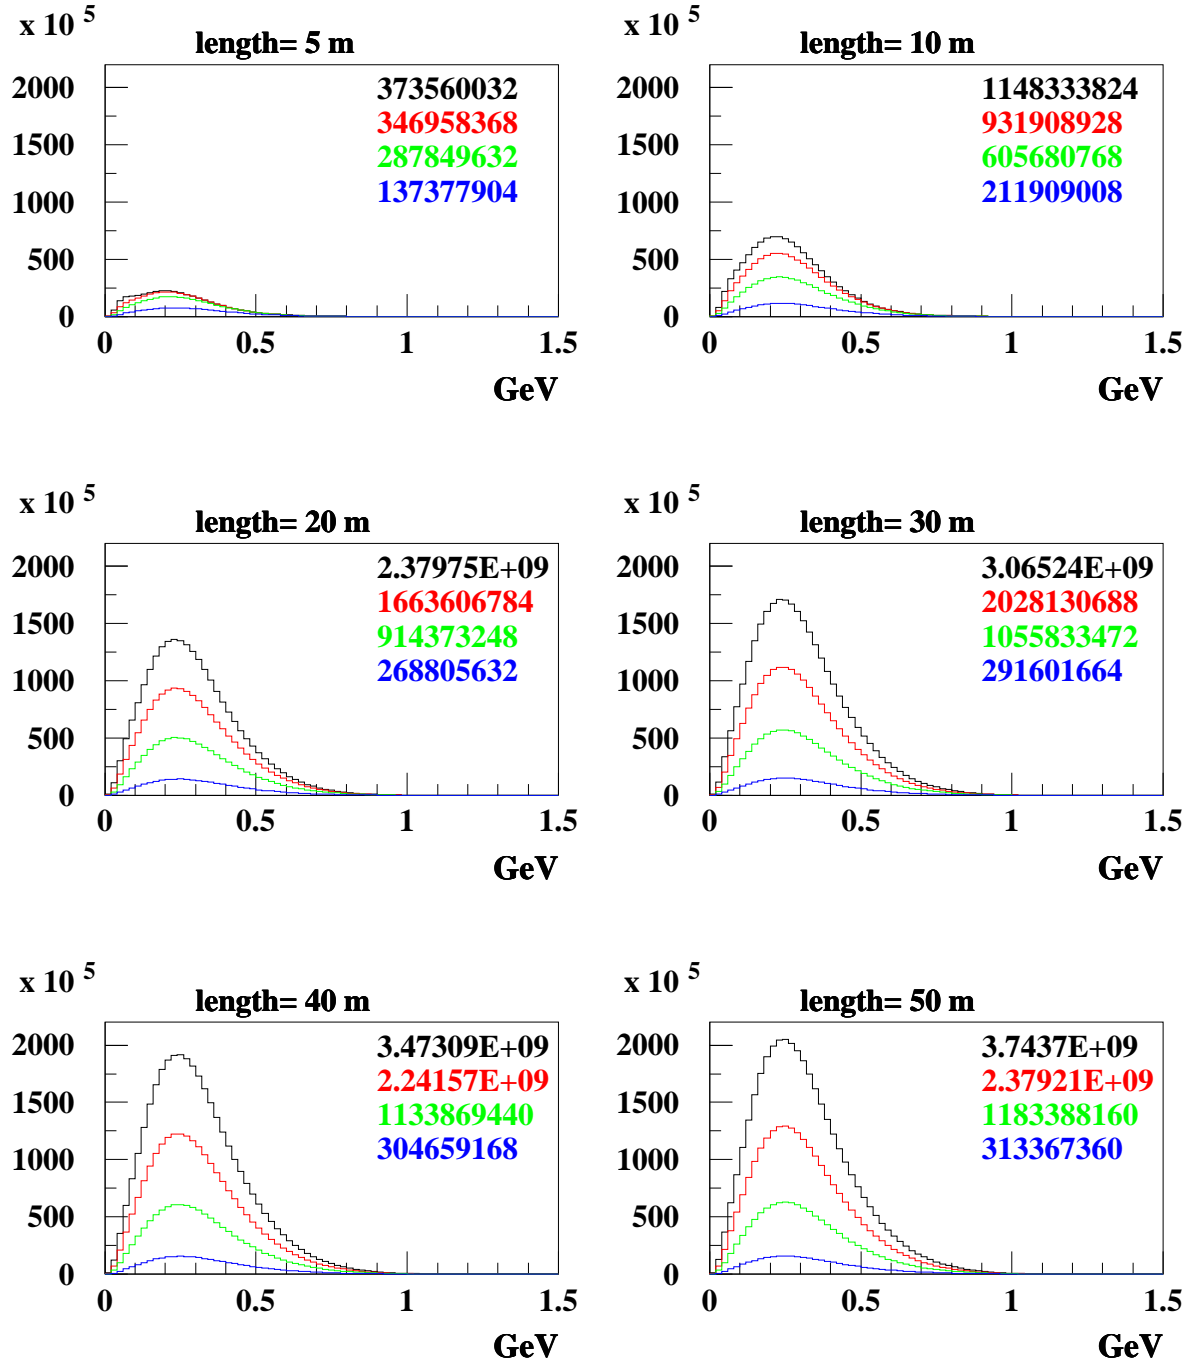 x 10 5
length= 5 m
2000
1500
1000
500
0
373560032
346958368
287849632
137377904
0 0.5 1 1.5
GeV
x 10 5
length= 10 m
2000
1500
1000
500
0
1148333824
931908928
605680768
211909008
0 0.5 1 1.5
GeV
x 10 5
length= 20 m
2000
1500
1000
500
0
2.37975E+09
1663606784
914373248
268805632
0 0.5 1 1.5
GeV
x 10 5
length= 30 m
2000
1500
1000
500
0
3.06524E+09
2028130688
1055833472
291601664
0 0.5 1 1.5
GeV
x 10 5
length= 40 m
2000
1500
1000
500
0
3.47309E+09
2.24157E+09
1133869440
304659168
0 0.5 1 1.5
GeV
x 10 5
length= 50 m
2000
1500
1000
500
0
3.7437E+09
2.37921E+09
1183388160
313367360
0 0.5 1 1.5
GeV